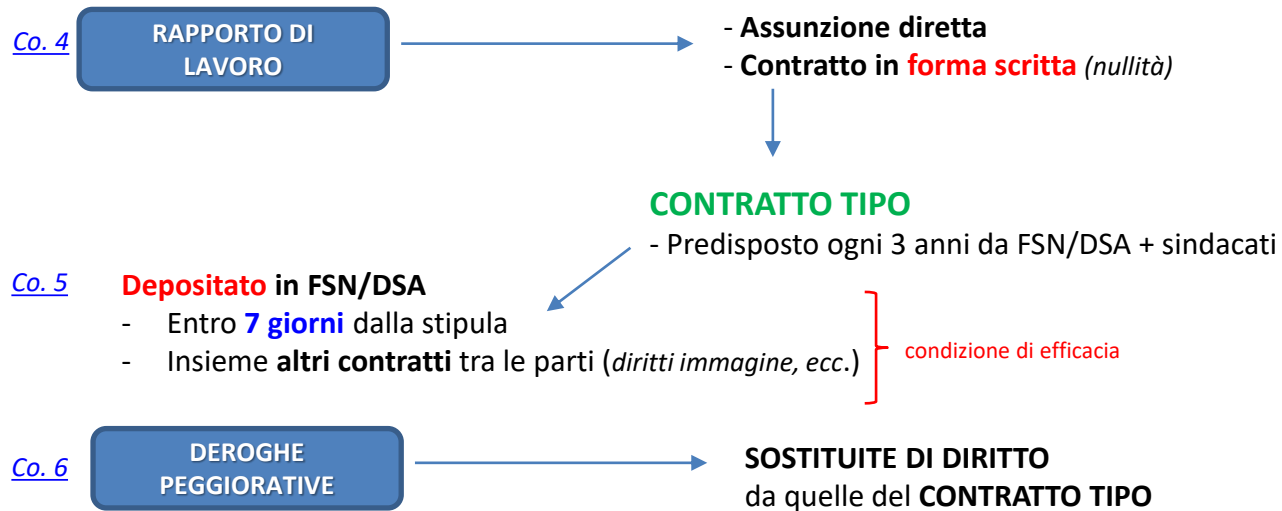 Co. 4
RAPPORTO DI
LAVORO
- Assunzione diretta
- Contratto in forma scritta (nullità)
CONTRATTO TIPO
- Predisposto ogni 3 anni da FSN/DSA + sindacati
Co. 5
Depositato in FSN/DSA
- Entro 7 giorni dalla stipula
- Insieme altri contratti tra le parti (diritti immagine, ecc.)
condizione di efficacia
Co. 6
DEROGHE
PEGGIORATIVE
SOSTITUITE DI DIRITTO
da quelle del CONTRATTO TIPO